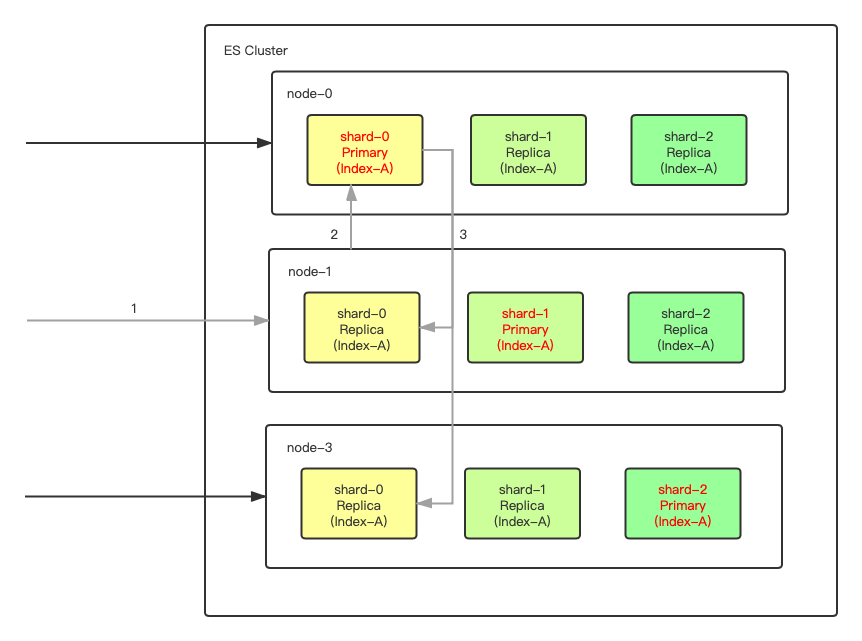 ES Cluster
node-0
shard-0
Primary
(Index-A)
shard-1
Replica
(Index-A)
shard-2
Replica
(Index-A)
2
3
node-1
1
shard-0
Replica
(Index-A)
shard-1
Primary
(Index-A)
shard-2
Replica
(Index-A)
node-3
shard-0
Replica
(Index-A)
shard-1
Replica
(Index-A)
shard-2
Primary
(Index-A)